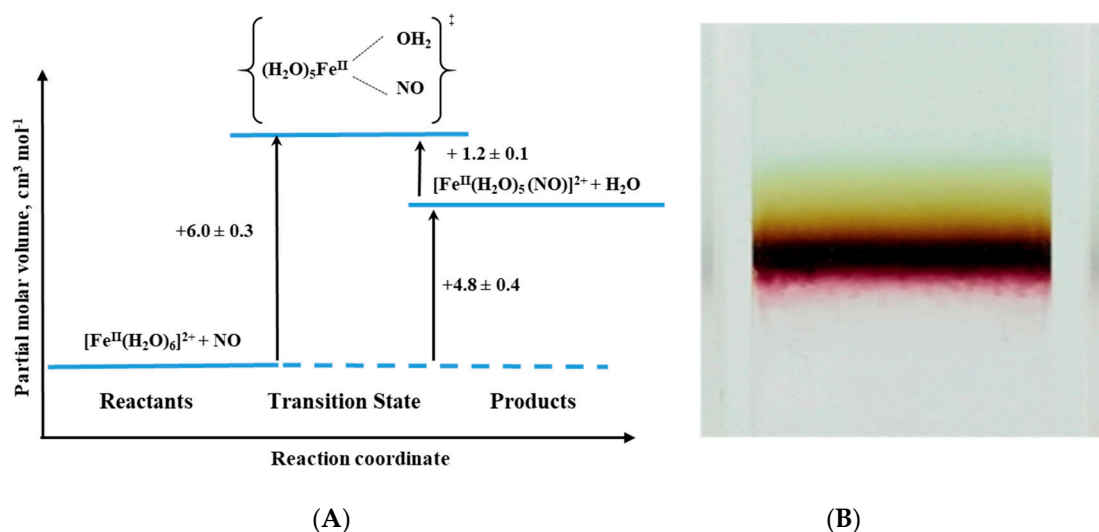 ‡
OH₂
(H₂O)₅Feᴵᴵ
NO
+ 1.2 ± 0.1
[Feᴵᴵ(H₂O)₅(NO)]²⁺ + H₂O
+6.0 ± 0.3
+4.8 ± 0.4
[Feᴵᴵ(H₂O)₆]²⁺ + NO
Reactants Transition State Products
Partial molar volume, cm³ mol⁻¹
Reaction coordinate
(A) (B)